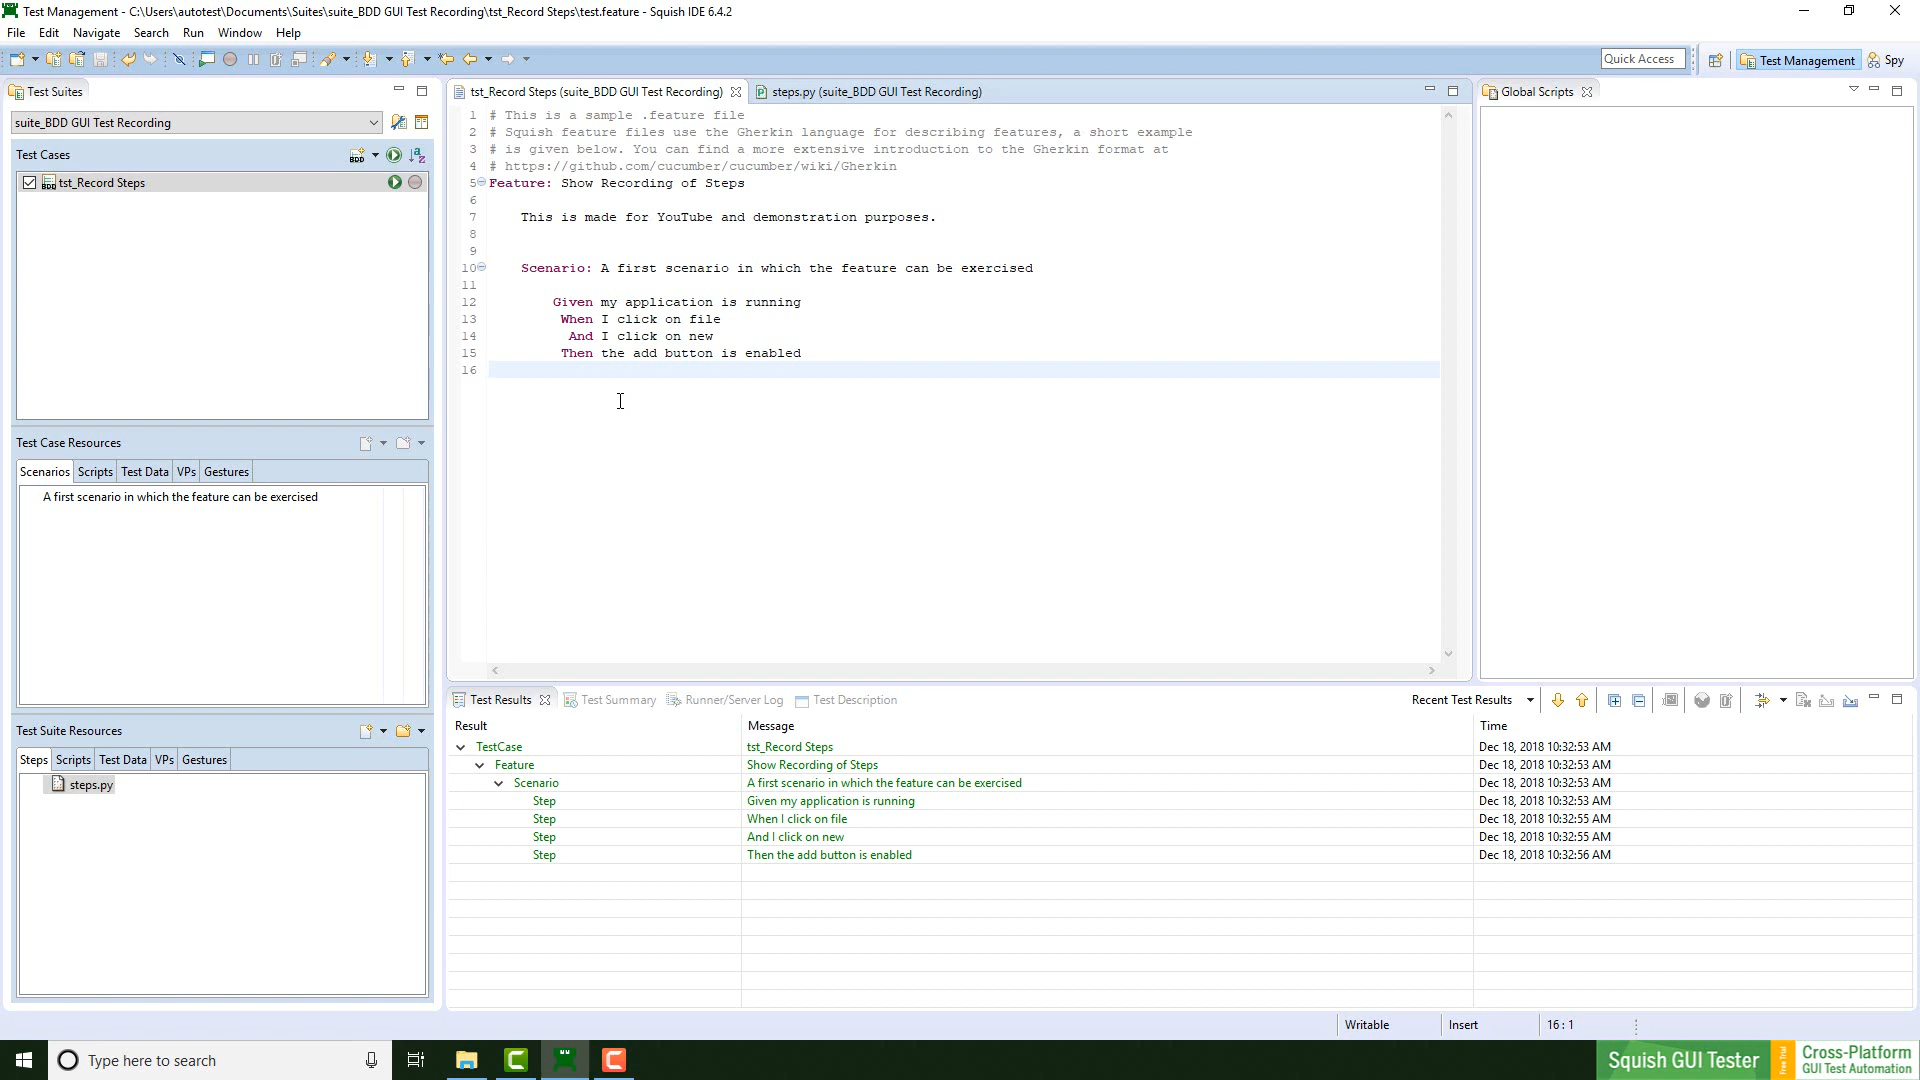 Test Management - C:\Users\autotest\Documents\Suites\suite_BDD GUI Test Recording\tst_Record Steps\test.feature - Squish IDE 6.4.2
File Edit Navigate Search Run Window Help
Quick Access
Test Management
Spy
Test Suites
suite_BDD GUI Test Recording
Test Cases
BDD
tst_Record Steps
Test Case Resources
Scenarios Scripts Test Data VPs Gestures
A first scenario in which the feature can be exercised
Test Suite Resources
Steps Scripts Test Data VPs Gestures
steps.py
tst_Record Steps (suite_BDD GUI Test Recording)
steps.py (suite_BDD GUI Test Recording)
1 # This is a sample .feature file
2 # Squish feature files use the Gherkin language for describing features, a short example
3 # is given below. You can find a more extensive introduction to the Gherkin format at
4 # https://github.com/cucumber/cucumber/wiki/Gherkin
5 Feature: Show Recording of Steps
6
7 This is made for YouTube and demonstration purposes.
8
9
10 Scenario: A first scenario in which the feature can be exercised
11
12 Given my application is running
13 When I click on file
14 And I click on new
15 Then the add button is enabled
16
Global Scripts
Test Results Test Summary Runner/Server Log Test Description
Recent Test Results
Result Message Time
TestCase tst_Record Steps Dec 18, 2018 10:32:53 AM
Feature Show Recording of Steps Dec 18, 2018 10:32:53 AM
Scenario A first scenario in which the feature can be exercised Dec 18, 2018 10:32:53 AM
Step Given my application is running Dec 18, 2018 10:32:53 AM
Step When I click on file Dec 18, 2018 10:32:55 AM
Step And I click on new Dec 18, 2018 10:32:55 AM
Step Then the add button is enabled Dec 18, 2018 10:32:56 AM
Writable Insert 16 : 1
Type here to search
Squish GUI Tester
Free Trial
Cross-Platform
GUI Test Automation